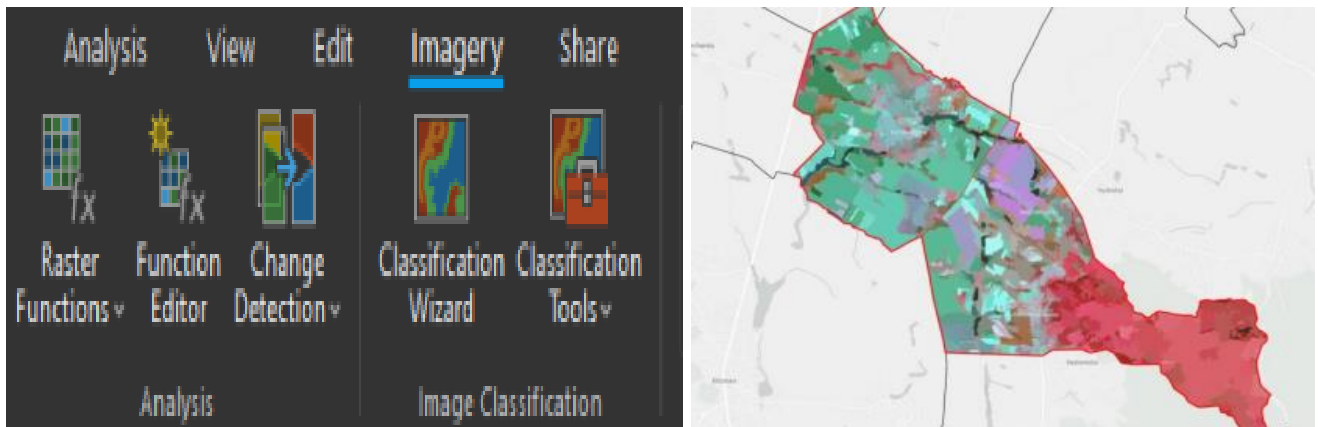 Analysis View Edit Imagery Share
Raster Functions
Function Editor
Change Detection
Classification Wizard
Classification Tools
Analysis
Image Classification